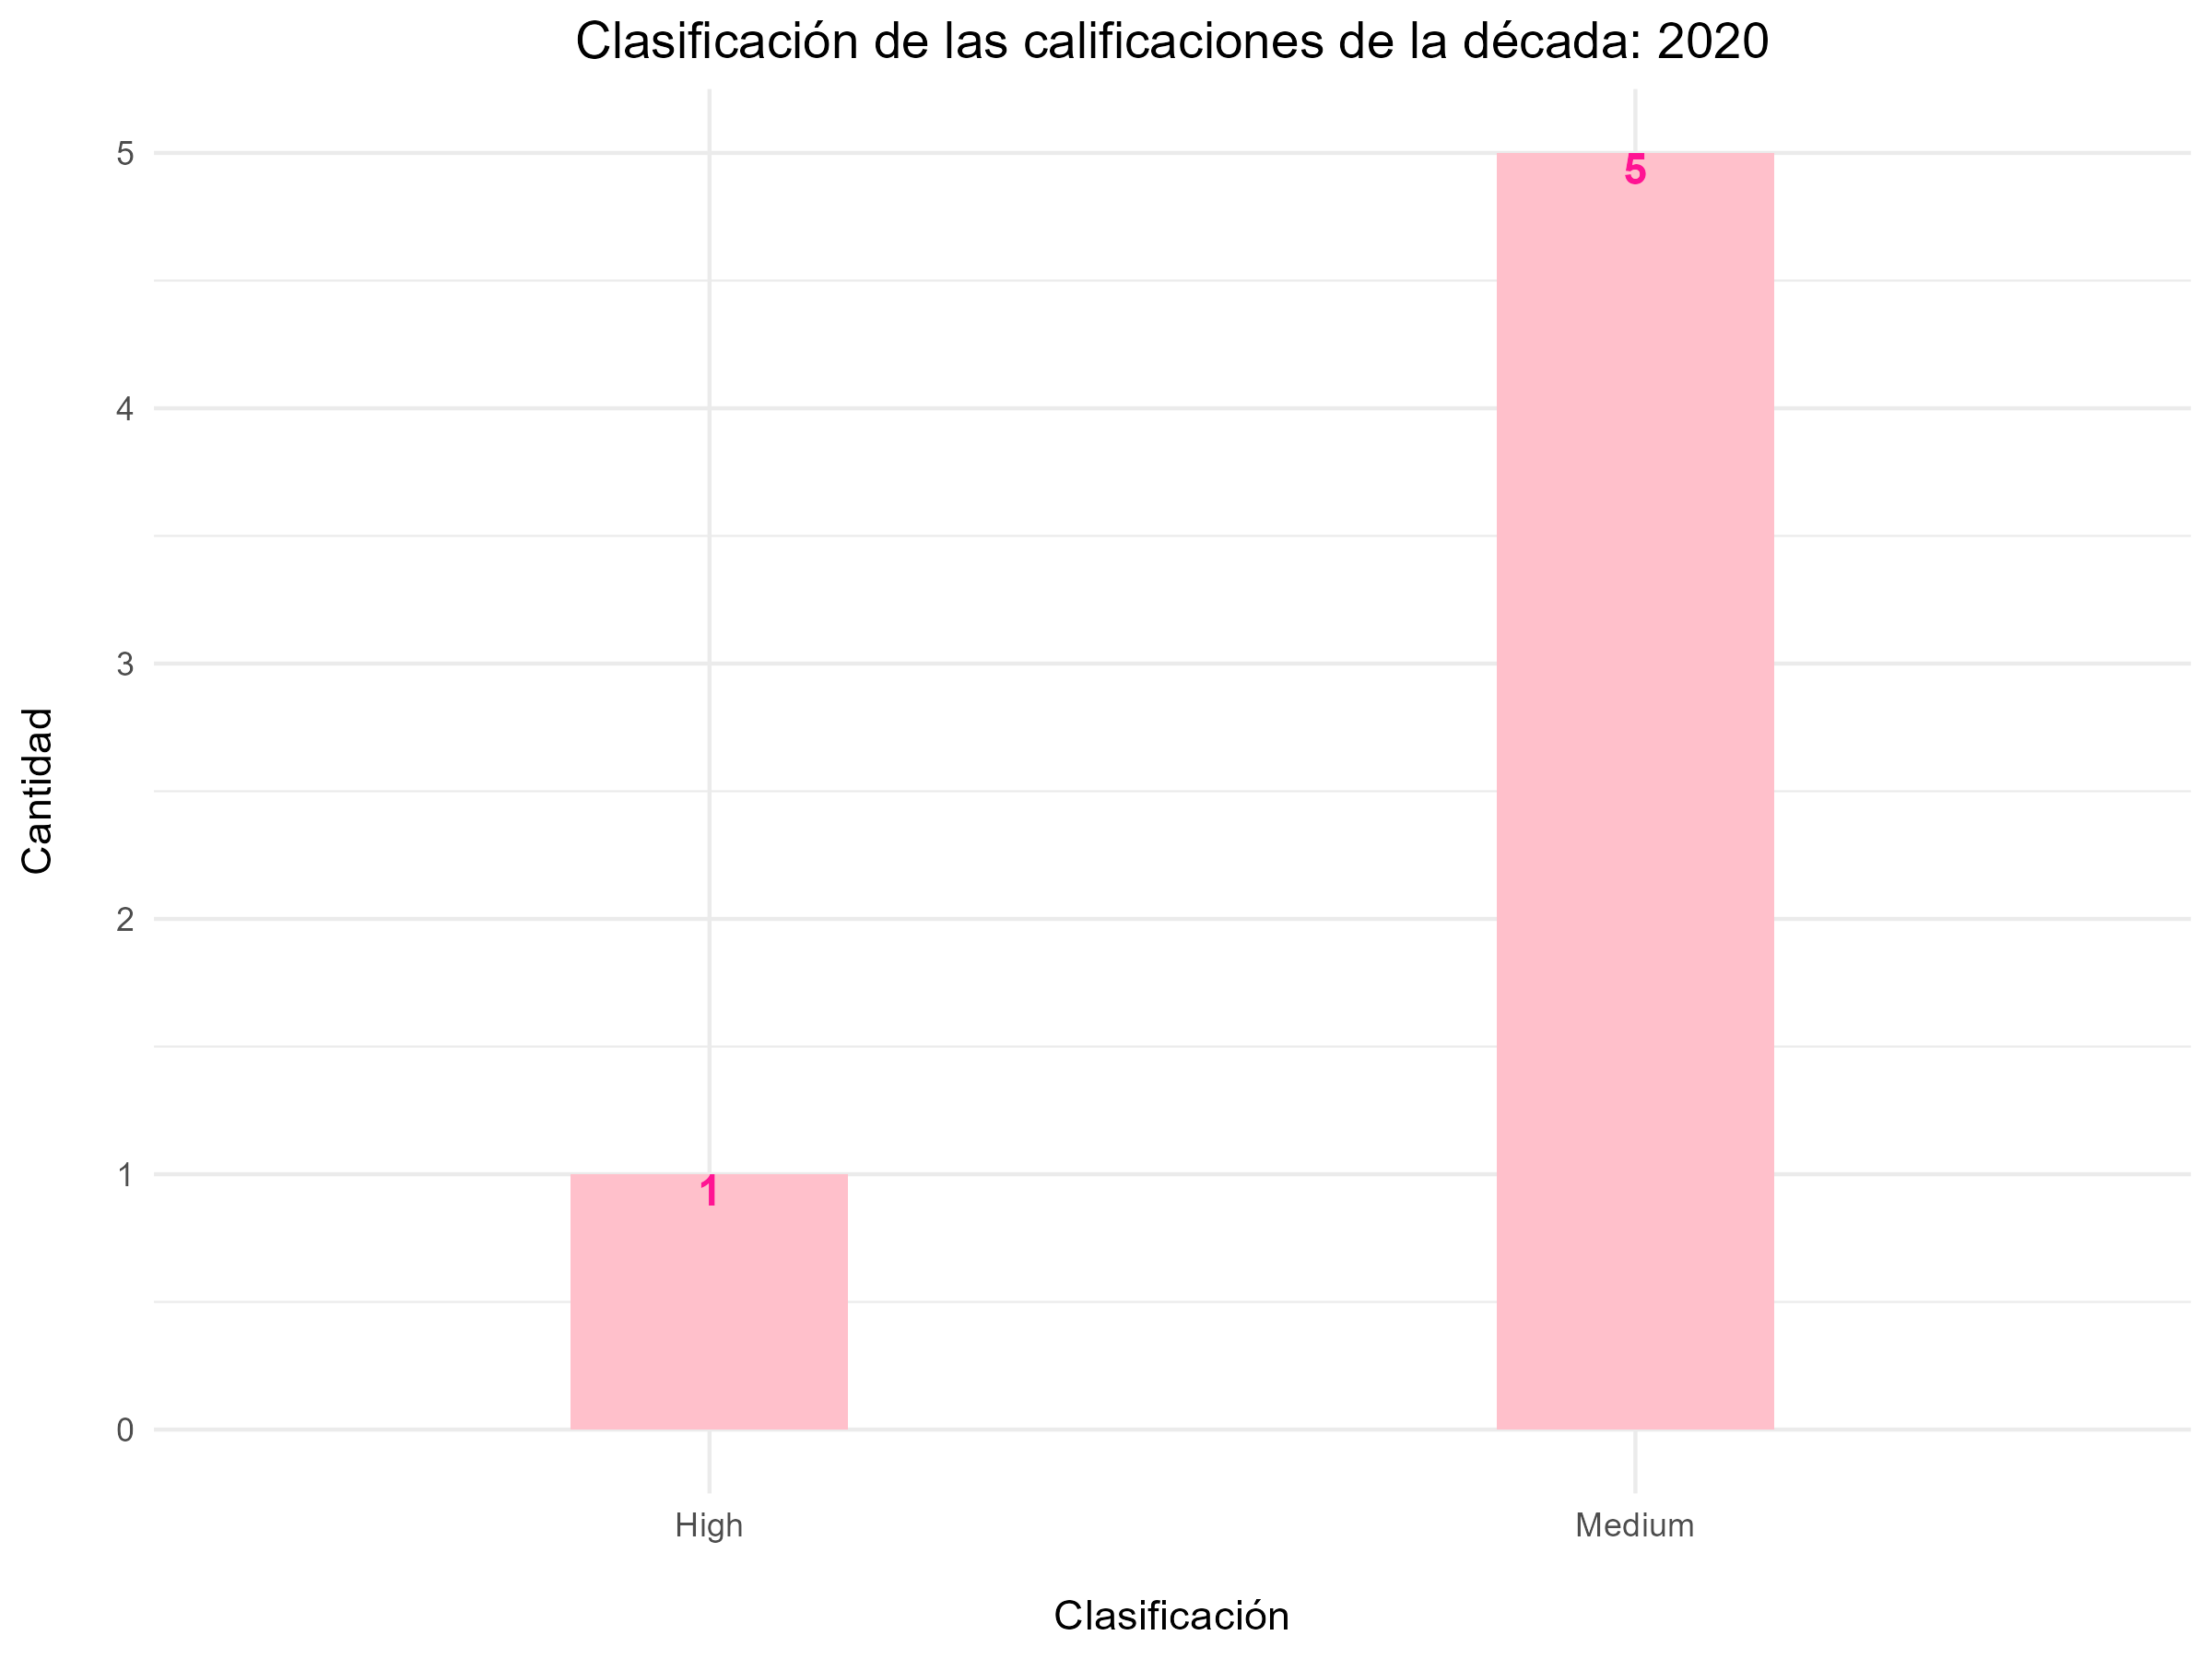 Clasificación de las calificaciones de la década: 2020
5
4
3
2
1
0
Cantidad
5
1
High
Medium
Clasificación